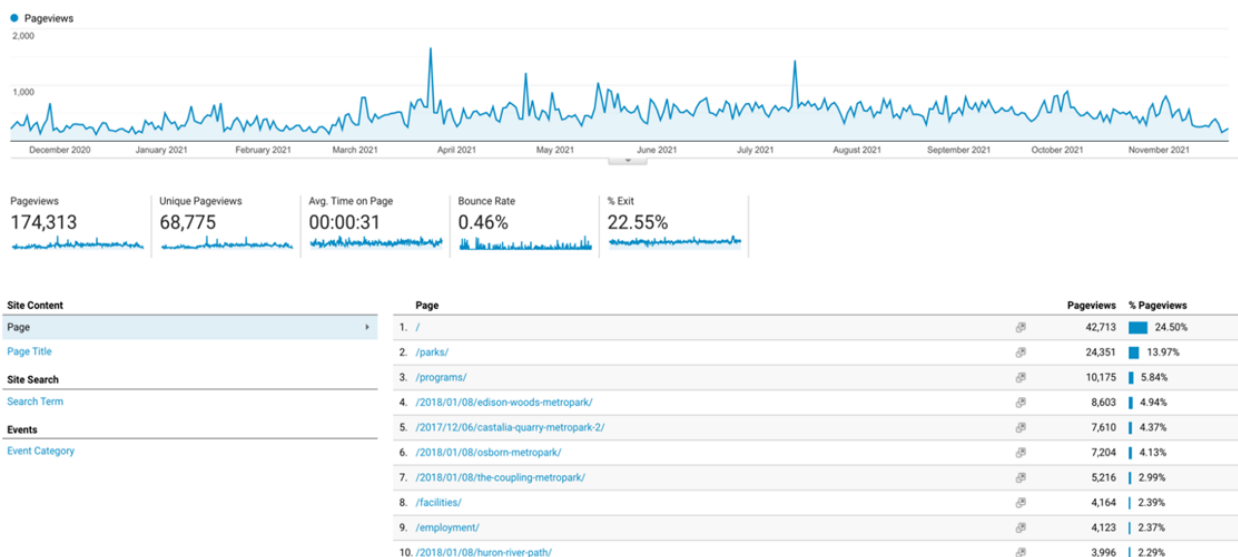 Pageviews
2,000
1,000
December 2020 January 2021 February 2021 March 2021 April 2021 May 2021 June 2021 July 2021 August 2021 September 2021 October 2021 November 2021
Pageviews Unique Pageviews Avg. Time on Page Bounce Rate % Exit
174,313 68,775 00:00:31 0.46% 22.55%
Site Content
Page
Page Title
Site Search
Search Term
Events
Event Category
Page Pageviews % Pageviews
1. / 42,713 24.50%
2. /parks/ 24,351 13.97%
3. /programs/ 10,175 5.84%
4. /2018/01/08/edison-woods-metropark/ 8,603 4.94%
5. /2017/12/06/castalia-quarry-metropark-2/ 7,610 4.37%
6. /2018/01/08/osborn-metropark/ 7,204 4.13%
7. /2018/01/08/the-coupling-metropark/ 5,216 2.99%
8. /facilities/ 4,164 2.39%
9. /employment/ 4,123 2.37%
10. /2018/01/08/huron-river-path/ 3,996 2.29%